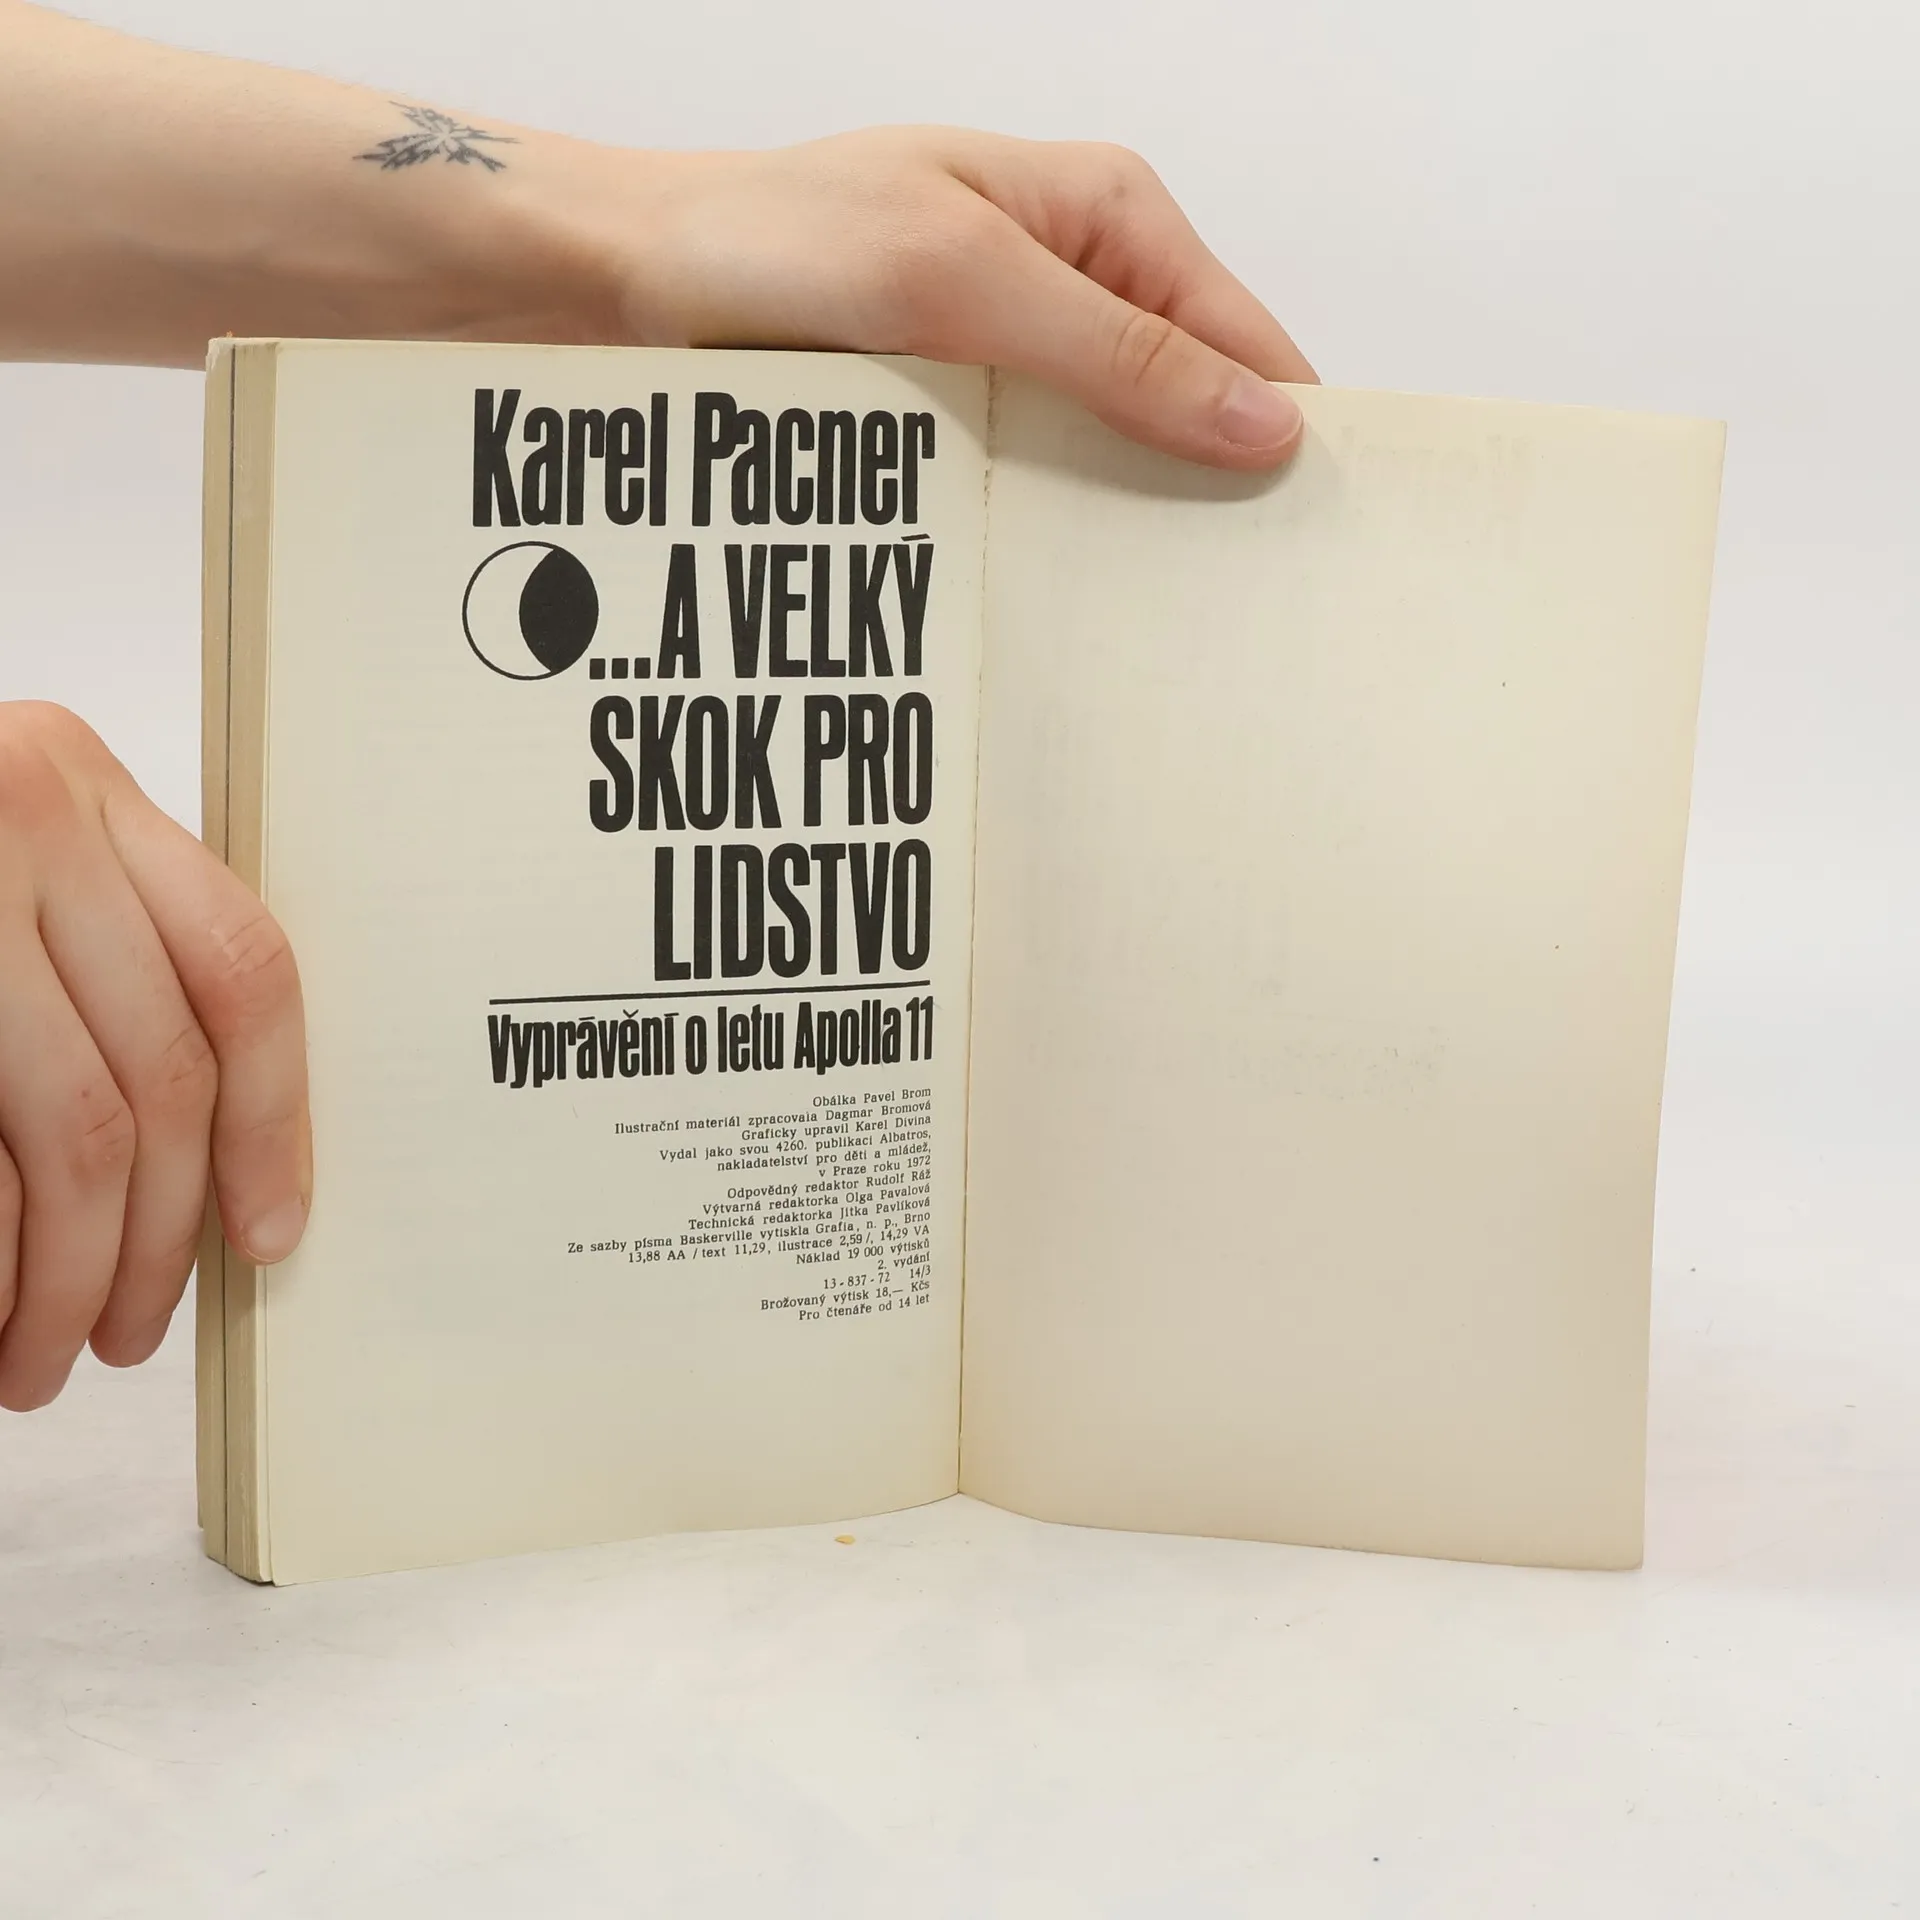 Karel Pacner
...A VELKÝ
SKOK PRO
LIDSTVO
Vyprávění o letu Apolla 11
Obálka Pavel Brom
Ilustrační materiál zpracovala Dagmar Bromová
Graficky upravil Karel Divina
Vydal jako svou 4260. publikaci Albatros,
nakladatelství pro děti a mládež,
v Praze roku 1972
Odpovědný redaktor Rudolf Ráž
Výtvarná redaktorka Olga Pavalová
Technická redaktorka Jitka Pavlíková
Ze sazby písma Baskerville vytiskla Grafia, n. p., Brno
13,88 AA /text 11,29, ilustrace 2,59/, 14,29 VA
Náklad 19 000 výtisků
2. vydání
13-837-72 14/3
Brožovaný výtisk 18,— Kčs
Pro čtenáře od 14 let